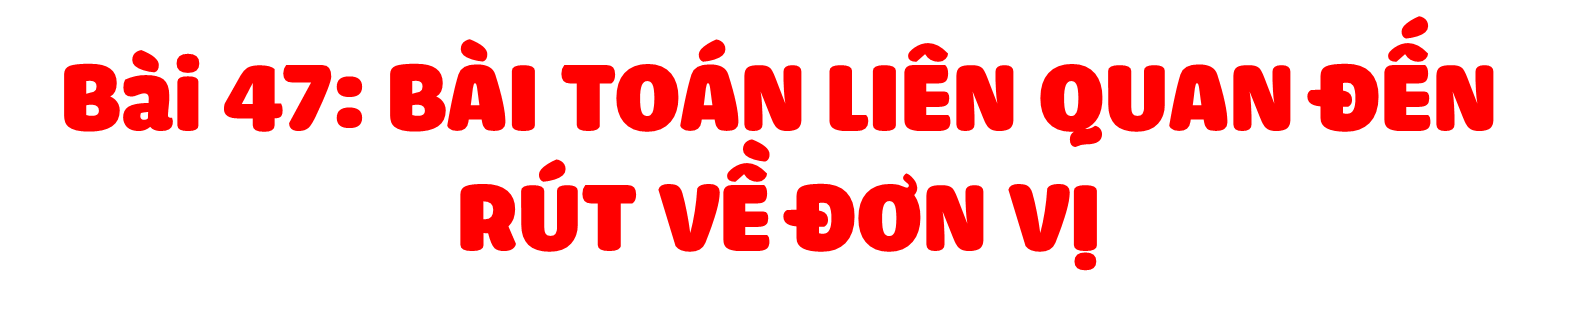 Bài 47: BÀI TOÁN LIÊN QUAN ĐẾN
RÚT VỀ ĐƠN VỊ